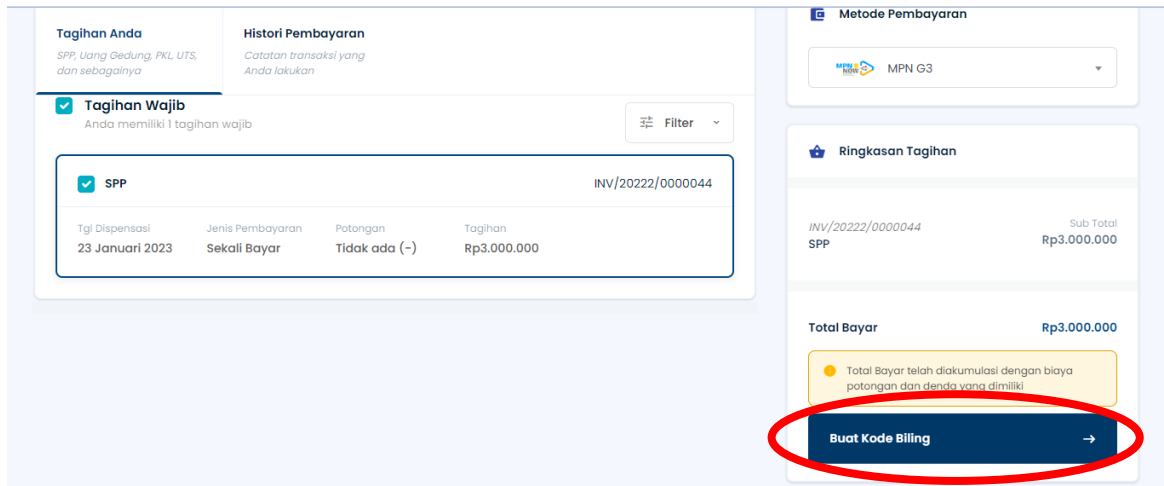 Tagihan Anda
SPP, Uang Gedung, PKL, UTS,
dan sebagainya
Histori Pembayaran
Catatan transaksi yang
Anda lakukan
Tagihan Wajib
Anda memiliki 1 tagihan wajib
Filter
SPP INV/20222/0000044
Tgl Dispensasi Jenis Pembayaran Potongan Tagihan
23 Januari 2023 Sekali Bayar Tidak ada (-) Rp3.000.000
Metode Pembayaran
MPN NOW MPN G3
Ringkasan Tagihan
INV/20222/0000044 Sub Total
SPP Rp3.000.000
Total Bayar Rp3.000.000
Total Bayar telah diakumulasi dengan biaya
potongan dan denda yang dimiliki
Buat Kode Biling